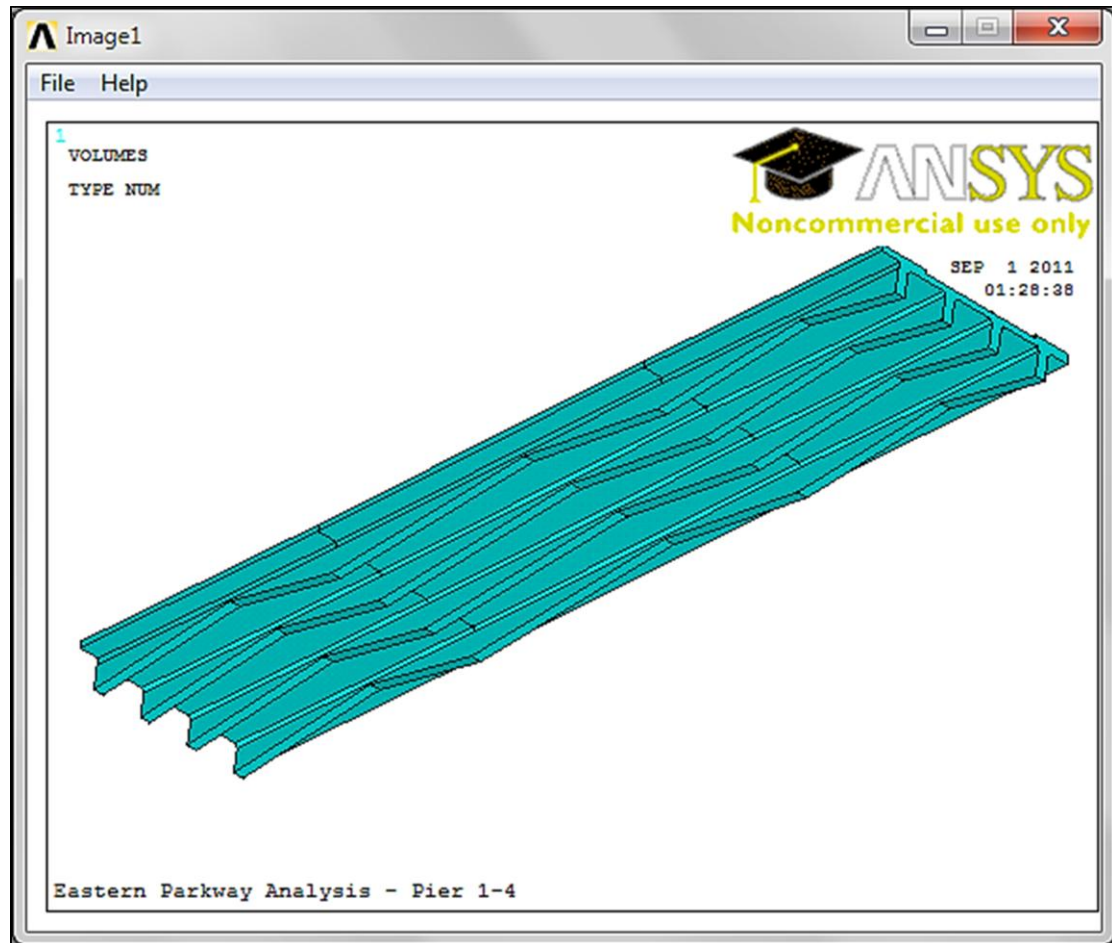 Image1
File Help
1
VOLUMES
TYPE NUM
ANSYS
Noncommercial use only
SEP 1 2011
01:28:38
Eastern Parkway Analysis - Pier 1-4